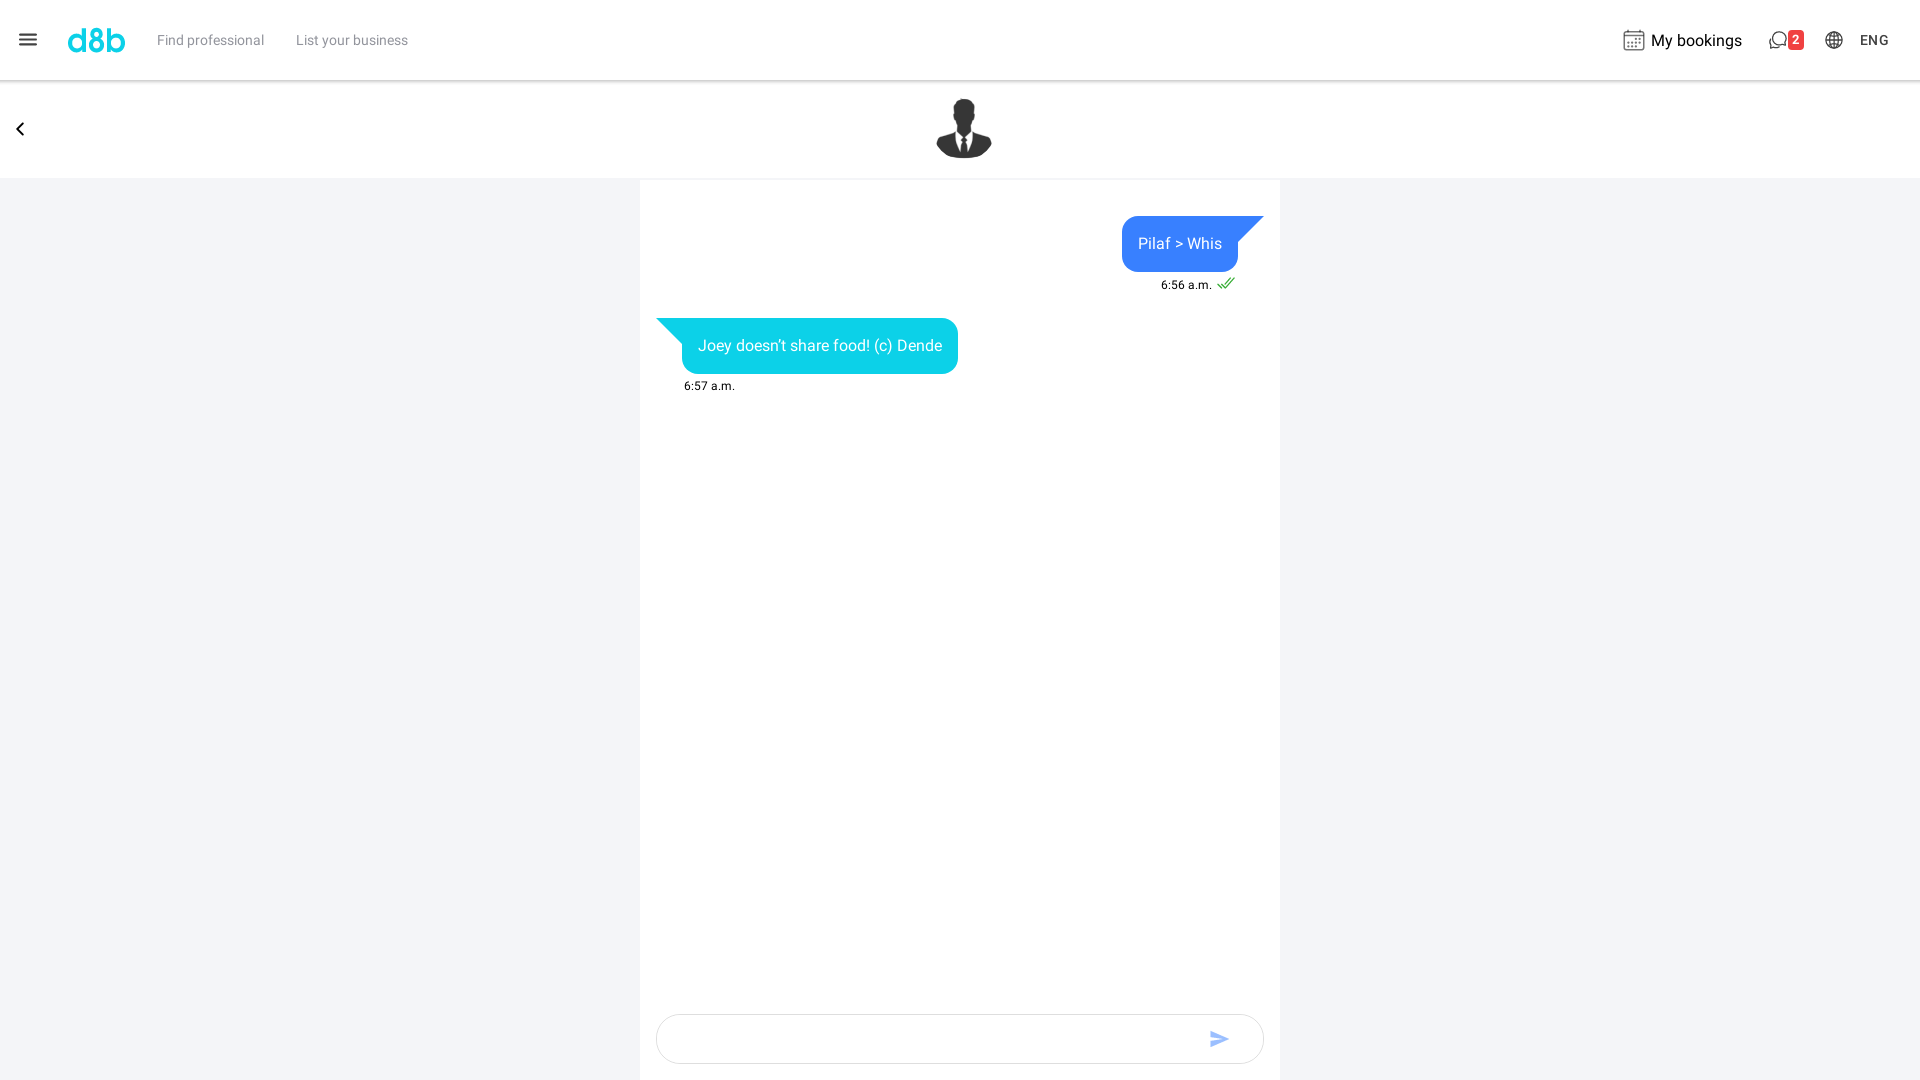 d8b
Find professional
List your business
My bookings
2
ENG
Pilaf > Whis
6:56 a.m.
Joey doesn’t share food! (c) Dende
6:57 a.m.